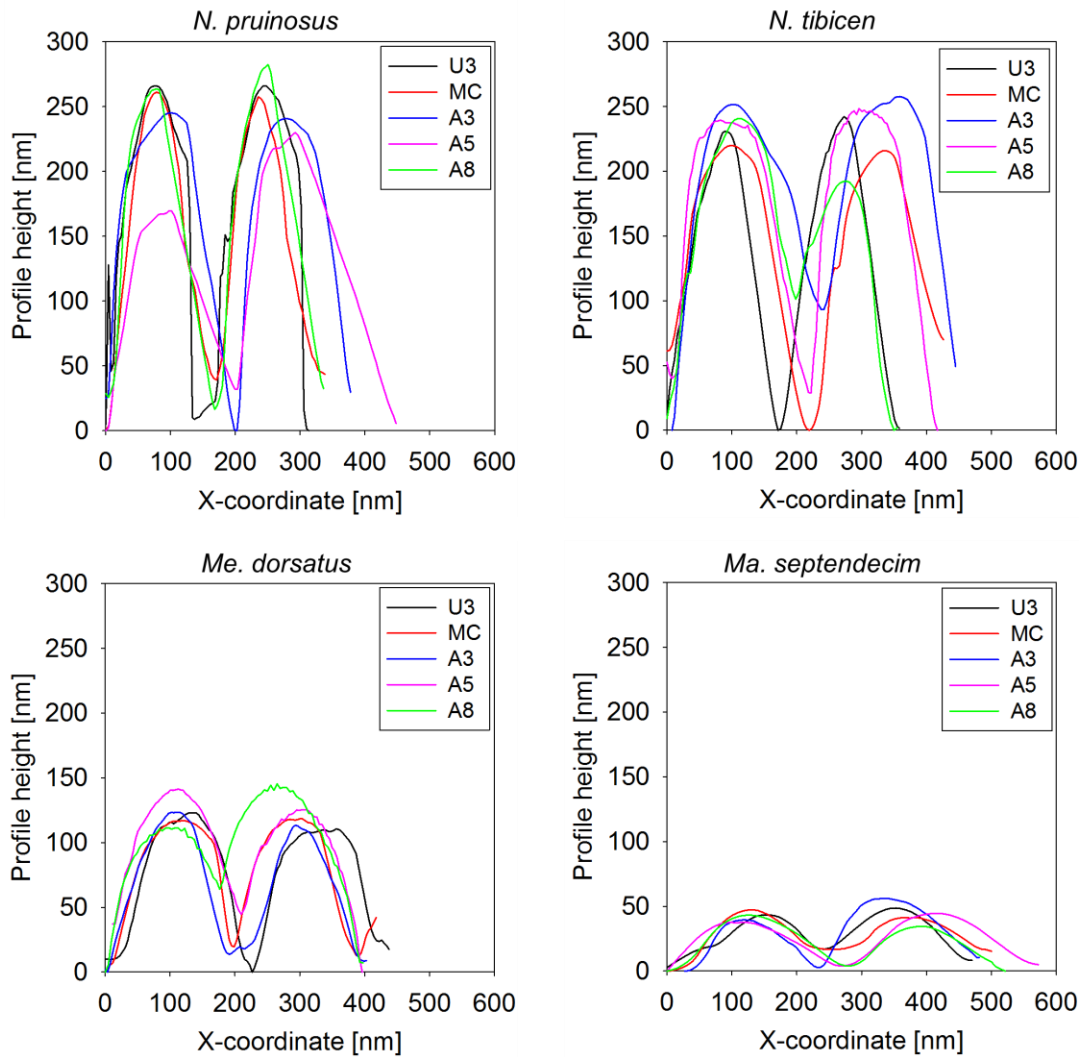 N. pruinosus
300
250
200
150
100
50
0
Profile height [nm]
U3
MC
A3
A5
A8
0 100 200 300 400 500 600
X-coordinate [nm]
N. tibicen
300
250
200
150
100
50
0
Profile height [nm]
U3
MC
A3
A5
A8
0 100 200 300 400 500 600
X-coordinate [nm]
Me. dorsatus
300
250
200
150
100
50
0
Profile height [nm]
U3
MC
A3
A5
A8
0 100 200 300 400 500 600
X-coordinate [nm]
Ma. septendecim
300
250
200
150
100
50
0
Profile height [nm]
U3
MC
A3
A5
A8
0 100 200 300 400 500 600
X-coordinate [nm]